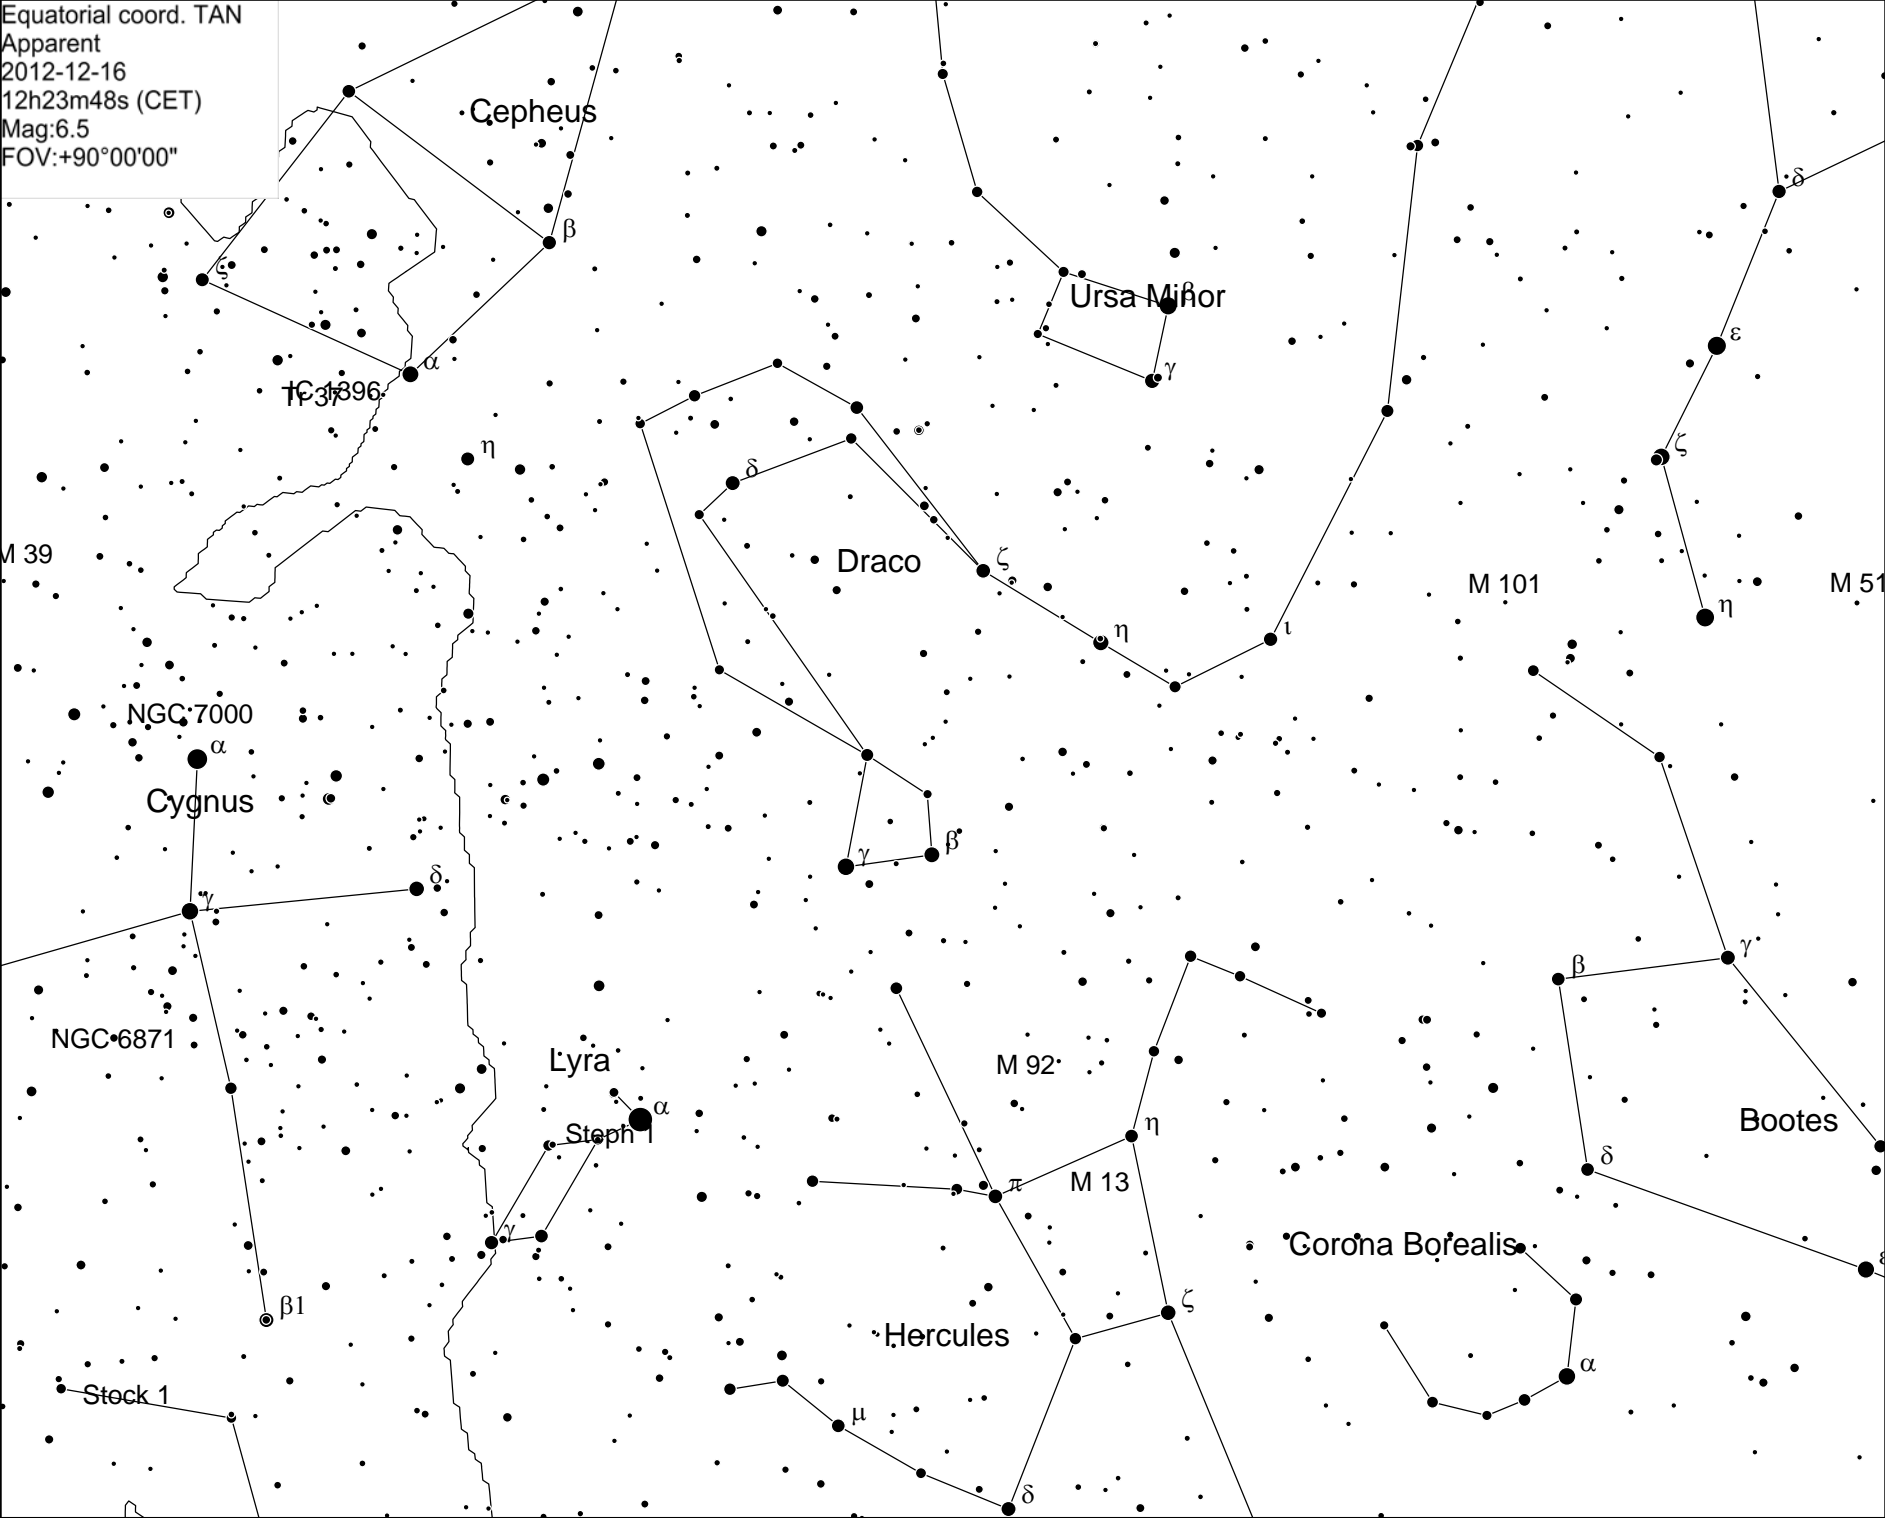 Equatorial coord. TAN
Apparent
2012-12-16
12h23m48s (CET)
Mag:6.5
FOV:+90°00'00"
Cepheus
δ
β
ζ
Ursa Minor
β
ε
α
γ
IC 1396
Tr37
η
ζ
δ
M 39
Draco
ζ
M 101
M 51
η
η
ι
NGC 7000
α
Cygnus
β
γ
δ
γ
γ
β
NGC 6871
Lyra
M 92
α
Steph 1
η
Bootes
δ
π
M 13
γ
Corona Borealis
ε
β1
ζ
Hercules
α
Stock 1
μ
δ